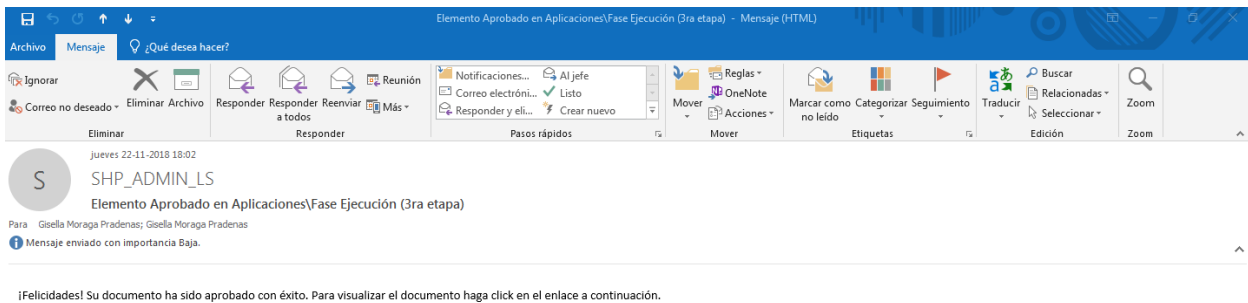 Elemento Aprobado en Aplicaciones\Fase Ejecución (3ra etapa) - Mensaje (HTML)
Archivo Mensaje ¿Qué desea hacer?
Ignorar
Correo no deseado
Eliminar
Archivo
Eliminar
Responder
Responder a todos
Reenviar
Reunión
Más
Responder
Notificaciones...
Al jefe
Correo electróni...
Listo
Responder y eli...
Crear nuevo
Pasos rápidos
Mover
Reglas
OneNote
Acciones
Mover
Marcar como no leído
Categorizar
Seguimiento
Etiquetas
Traducir
Buscar
Relacionadas
Seleccionar
Edición
Zoom
Zoom
jueves 22-11-2018 18:02
S
SHP_ADMIN_LS
Elemento Aprobado en Aplicaciones\Fase Ejecución (3ra etapa)
Para Gisella Moraga Pradenas; Gisella Moraga Pradenas
Mensaje enviado con importancia Baja.
¡Felicidades! Su documento ha sido aprobado con éxito. Para visualizar el documento haga click en el enlace a continuación.